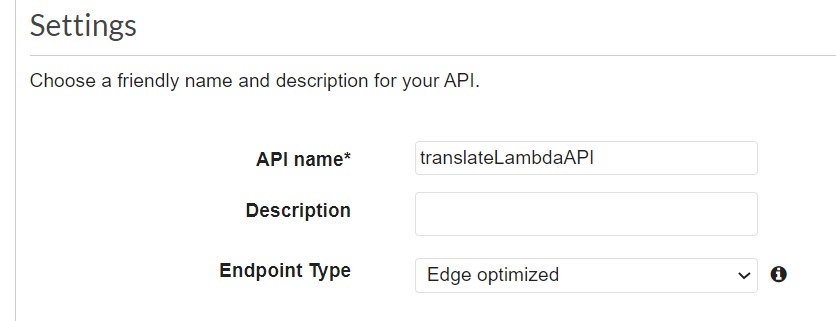 Settings
Choose a friendly name and description for your API.
API name* translateLambdaAPI
Description
Endpoint Type Edge optimized